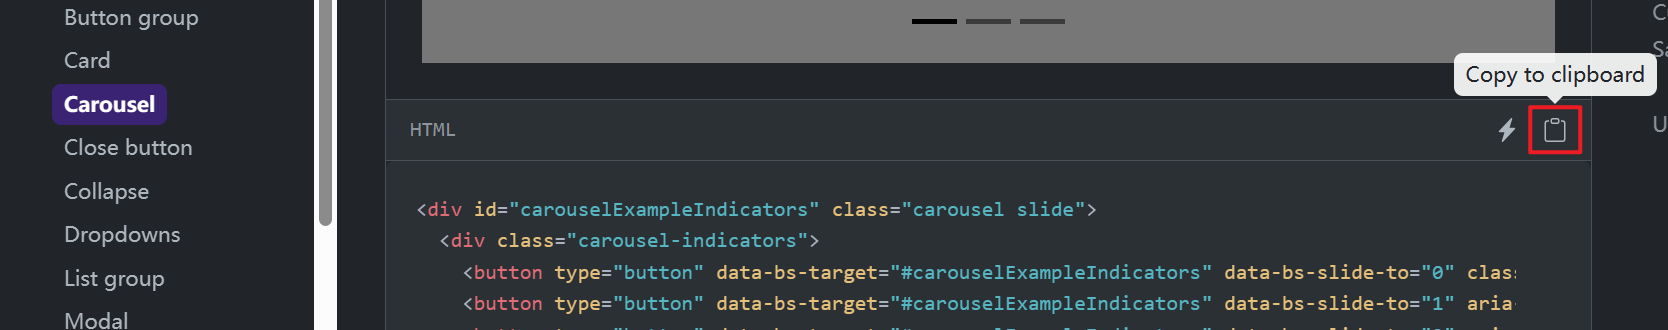 Button group
Card
Carousel
Close button
Collapse
Dropdowns
List group
Modal
Copy to clipboard
HTML
<div id="carouselExampleIndicators" class="carousel slide">
<div class="carousel-indicators">
<button type="button" data-bs-target="#carouselExampleIndicators" data-bs-slide-to="0" clas
<button type="button" data-bs-target="#carouselExampleIndicators" data-bs-slide-to="1" aria-